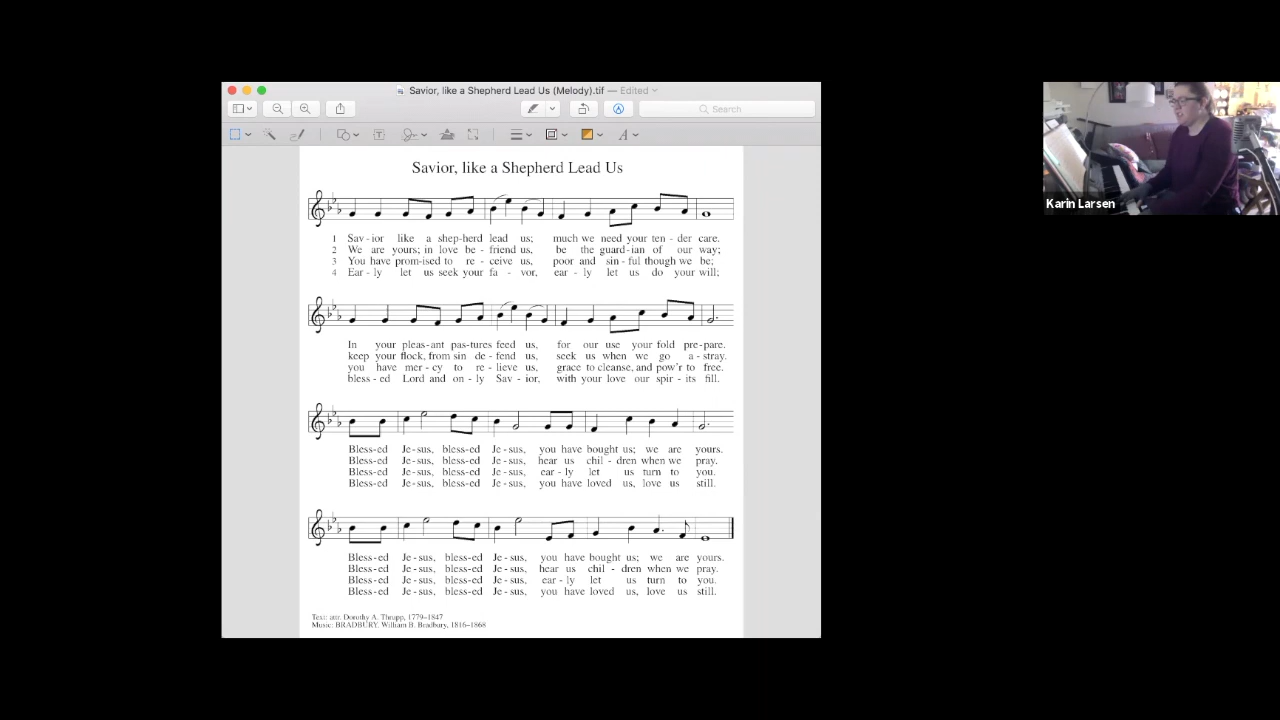 Savior, like a Shepherd Lead Us (Melody).tif — Edited
Search
Savior, like a Shepherd Lead Us
1 Sav - ior like a shep-herd lead us; much we need your ten - der care.
2 We are yours; in love be - friend us, be the guard-ian of our way;
3 You have prom-ised to re - ceive us, poor and sin - ful though we be;
4 Ear - ly let us seek your fa - vor, ear - ly let us do your will;
In your pleas-ant pas-tures feed us, for our use your fold pre-pare.
keep your flock, from sin de - fend us, seek us when we go a - stray.
you have mer - cy to re - lieve us, grace to cleanse, and pow'r to free.
bless - ed Lord and on - ly Sav - ior, with your love our spir - its fill.
Bless-ed Je-sus, bless-ed Je-sus, you have bought us; we are yours.
Bless-ed Je-sus, bless-ed Je-sus, hear us chil - dren when we pray.
Bless-ed Je-sus, bless-ed Je-sus, ear - ly let us turn to you.
Bless-ed Je-sus, bless-ed Je-sus, you have loved us, love us still.
Bless-ed Je-sus, bless-ed Je-sus, you have bought us; we are yours.
Bless-ed Je-sus, bless-ed Je-sus, hear us chil - dren when we pray.
Bless-ed Je-sus, bless-ed Je-sus, ear - ly let us turn to you.
Bless-ed Je-sus, bless-ed Je-sus, you have loved us, love us still.
Text: attr. Dorothy A. Thrupp, 1779–1847
Music: BRADBURY, William B. Bradbury, 1816–1868
Karin Larsen